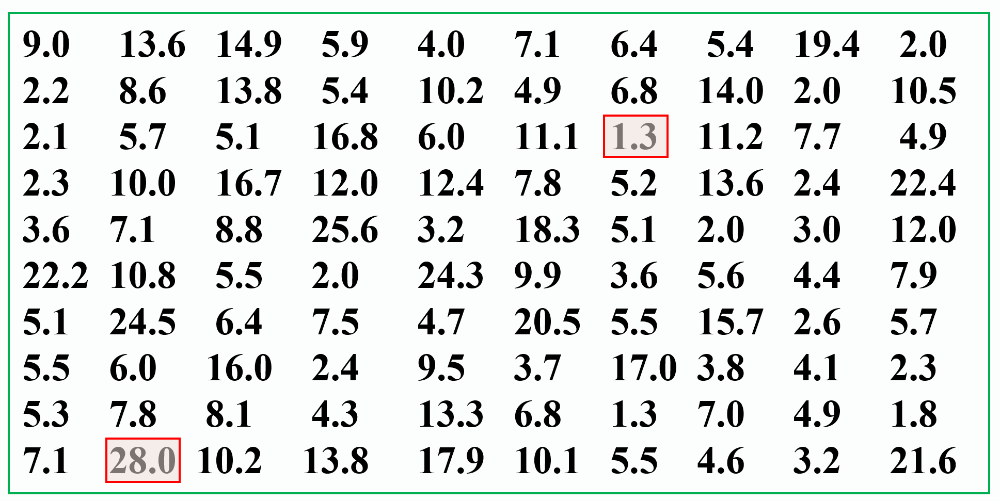 9.0 13.6 14.9 5.9 4.0 7.1 6.4 5.4 19.4 2.0
2.2 8.6 13.8 5.4 10.2 4.9 6.8 14.0 2.0 10.5
2.1 5.7 5.1 16.8 6.0 11.1 1.3 11.2 7.7 4.9
2.3 10.0 16.7 12.0 12.4 7.8 5.2 13.6 2.4 22.4
3.6 7.1 8.8 25.6 3.2 18.3 5.1 2.0 3.0 12.0
22.2 10.8 5.5 2.0 24.3 9.9 3.6 5.6 4.4 7.9
5.1 24.5 6.4 7.5 4.7 20.5 5.5 15.7 2.6 5.7
5.5 6.0 16.0 2.4 9.5 3.7 17.0 3.8 4.1 2.3
5.3 7.8 8.1 4.3 13.3 6.8 1.3 7.0 4.9 1.8
7.1 28.0 10.2 13.8 17.9 10.1 5.5 4.6 3.2 21.6